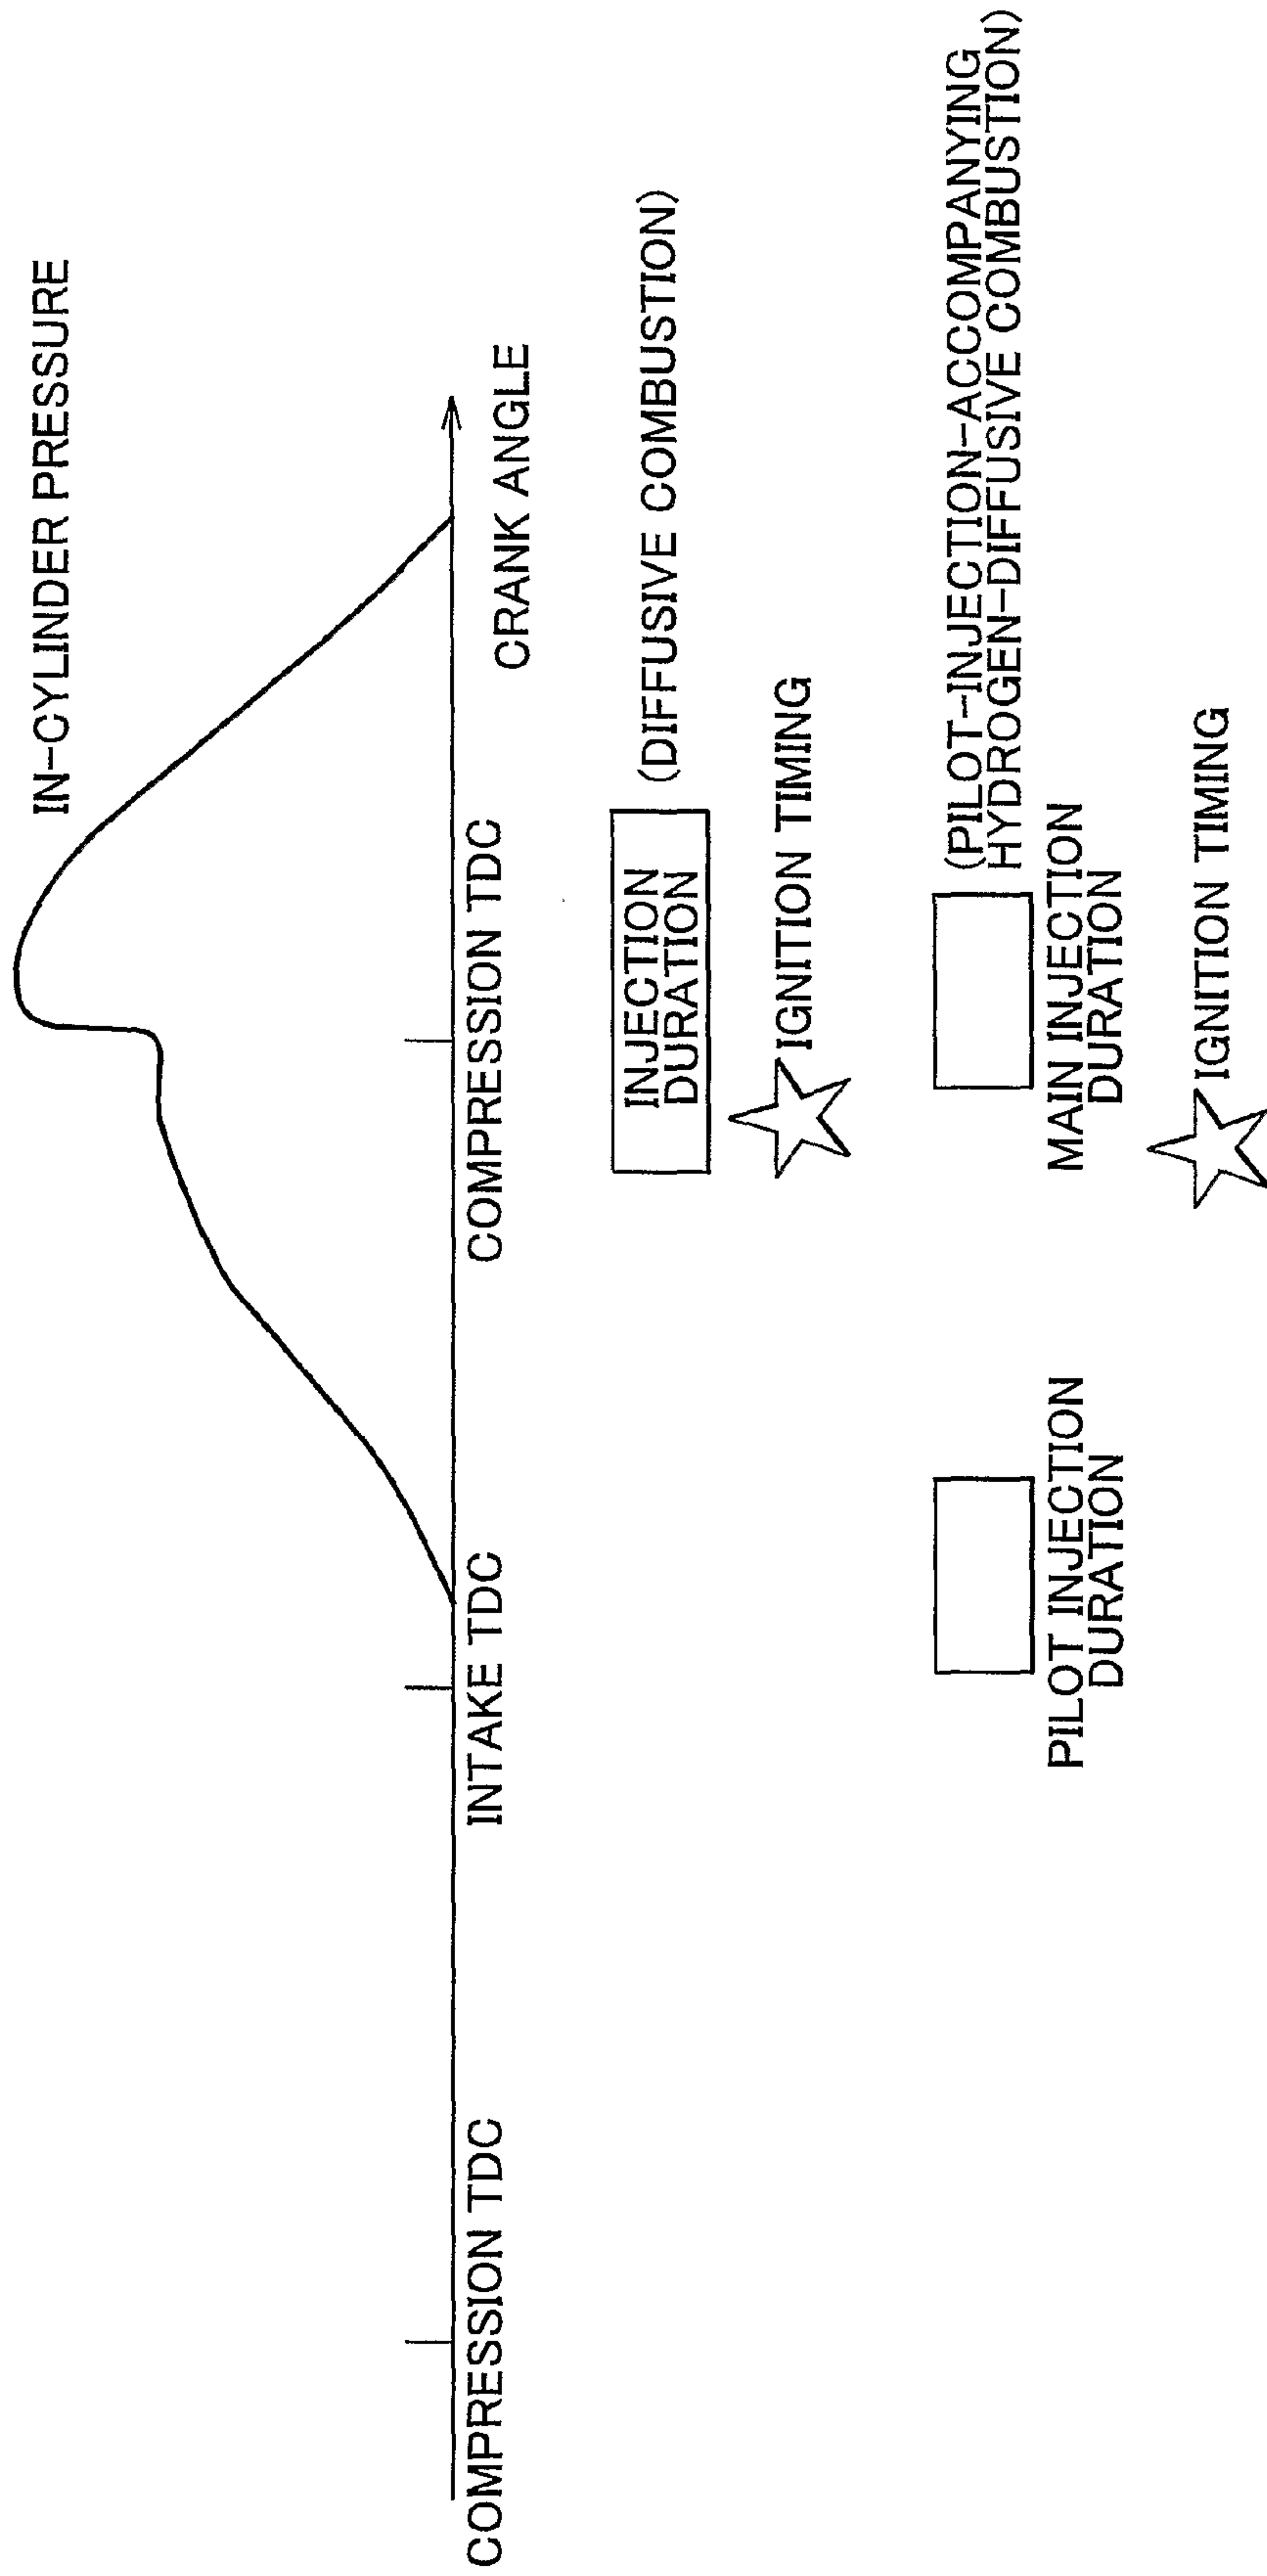 IN-CYLINDER PRESSURE
COMPRESSION TDC
INTAKE TDC
COMPRESSION TDC
CRANK ANGLE
INJECTION
DURATION
(DIFFUSIVE COMBUSTION)
IGNITION TIMING
(PILOT-INJECTION-ACCOMPANYING
HYDROGEN-DIFFUSIVE COMBUSTION)
PILOT INJECTION
DURATION
MAIN INJECTION
DURATION
IGNITION TIMING